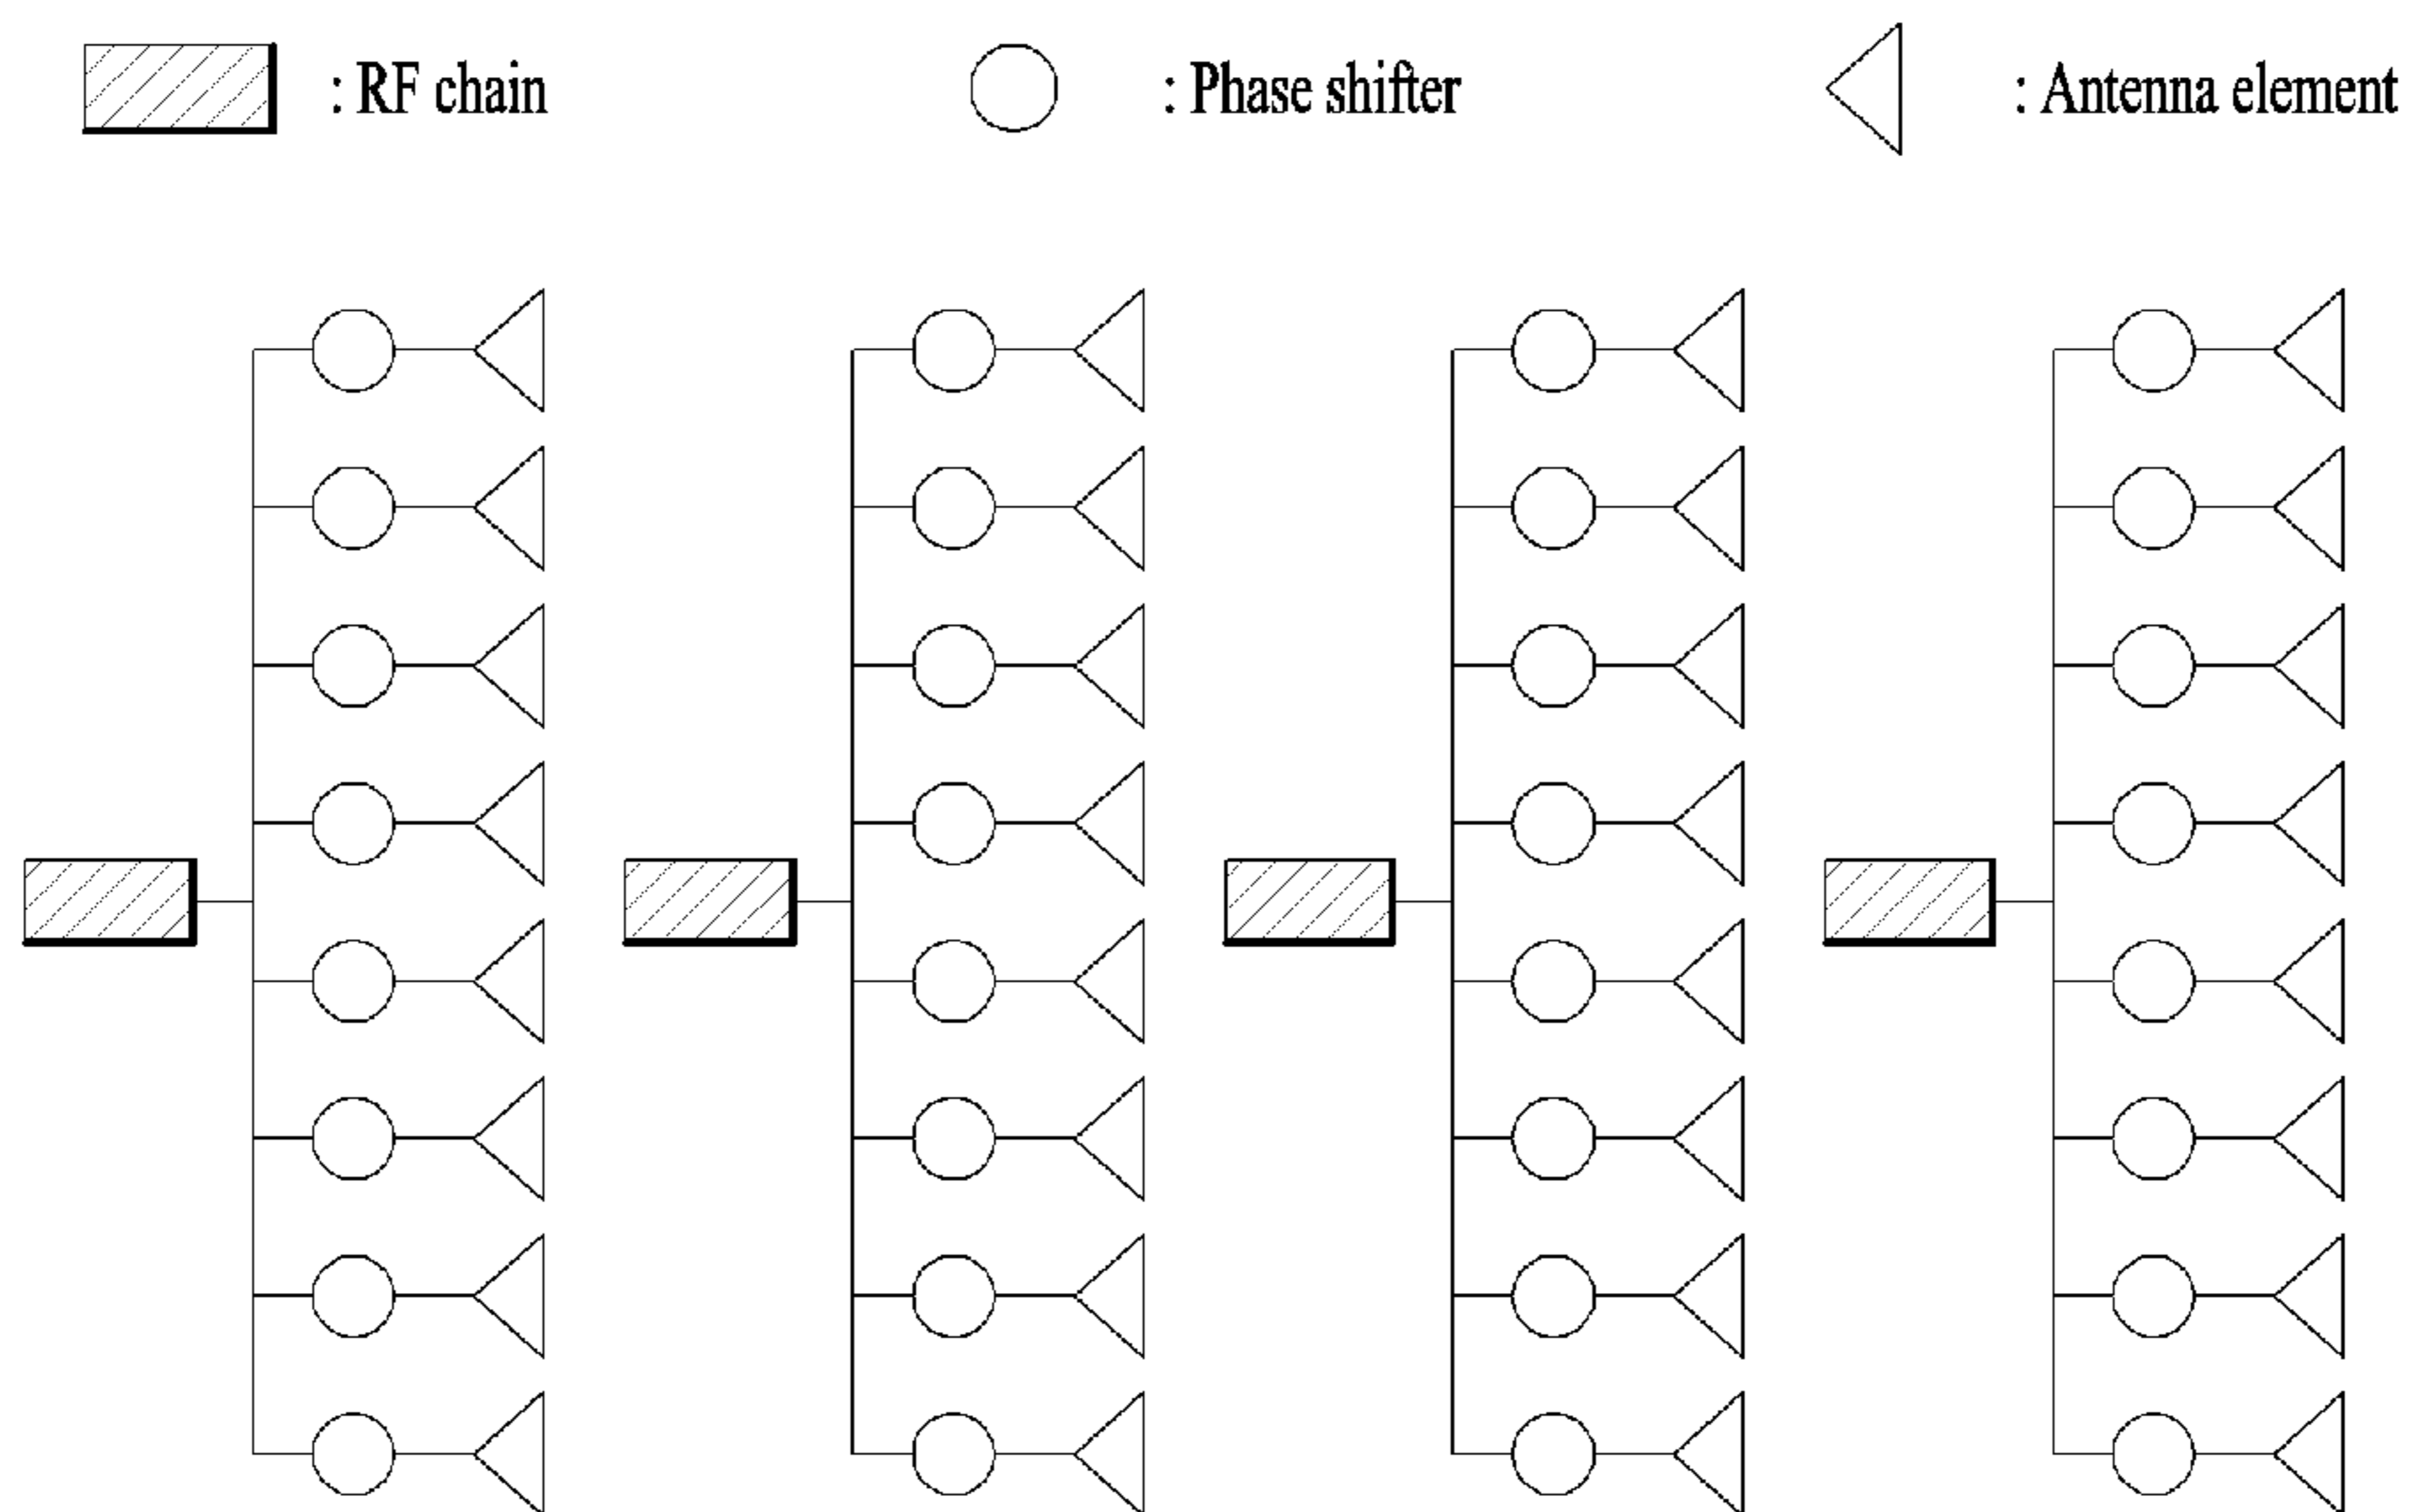 : RF chain : Phase shifter : Antenna element